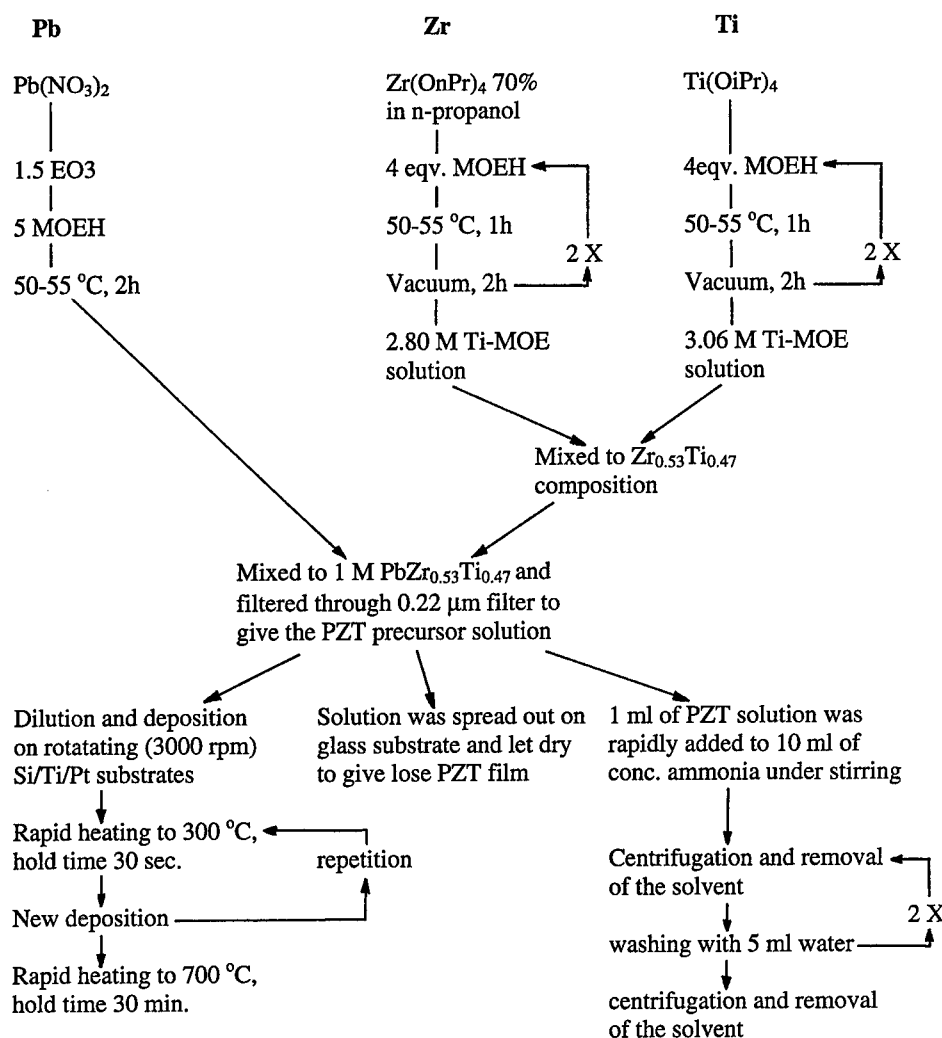 Pb
Pb(NO3)2
1.5 EO3
5 MOEH
50-55 °C, 2h
Zr
Zr(OnPr)4 70%
in n-propanol
4 eqv. MOEH
50-55 °C, 1h
2 X
Vacuum, 2h
2.80 M Ti-MOE
solution
Ti
Ti(OiPr)4
4eqv. MOEH
50-55 °C, 1h
2 X
Vacuum, 2h
3.06 M Ti-MOE
solution
Mixed to Zr0.53Ti0.47
composition
Mixed to 1 M PbZr0.53Ti0.47 and
filtered through 0.22 μm filter to
give the PZT precursor solution
Dilution and deposition
on rotatating (3000 rpm)
Si/Ti/Pt substrates
Rapid heating to 300 °C,
hold time 30 sec.
repetition
New deposition
Rapid heating to 700 °C,
hold time 30 min.
Solution was spread out on
glass substrate and let dry
to give lose PZT film
1 ml of PZT solution was
rapidly added to 10 ml of
conc. ammonia under stirring
Centrifugation and removal
of the solvent
2 X
washing with 5 ml water
centrifugation and removal
of the solvent